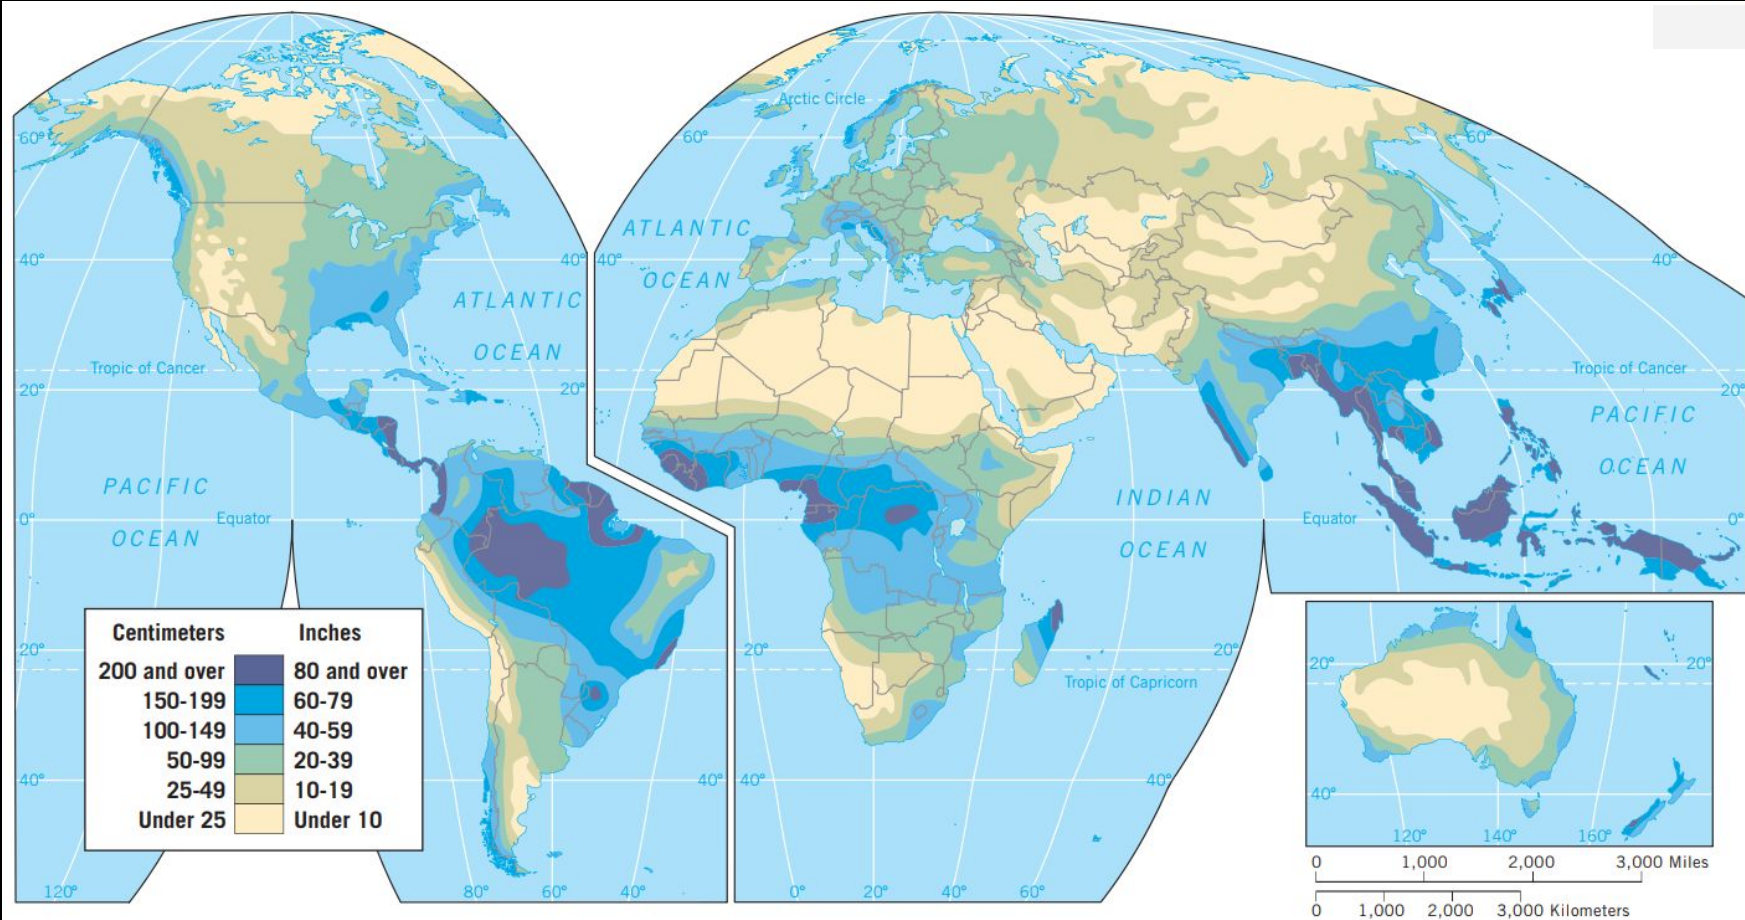 Arctic Circle
60°
60°
60°
ATLANTIC
OCEAN
40°
40°
40°
40°
ATLANTIC
OCEAN
Tropic of Cancer
Tropic of Cancer
20°
20°
20°
20°
PACIFIC
OCEAN
PACIFIC
OCEAN
INDIAN
OCEAN
0°
Equator
Equator
0°
Centimeters Inches
200 and over 80 and over
150-199 60-79
100-149 40-59
50-99 20-39
25-49 10-19
Under 25 Under 10
20°
20°
20°
Tropic of Capricorn
40°
40°
40°
40°
120°
80°
60°
40°
0°
20°
40°
60°
20°
20°
40°
120°
140°
160°
0 1,000 2,000 3,000 Miles
0 1,000 2,000 3,000 Kilometers